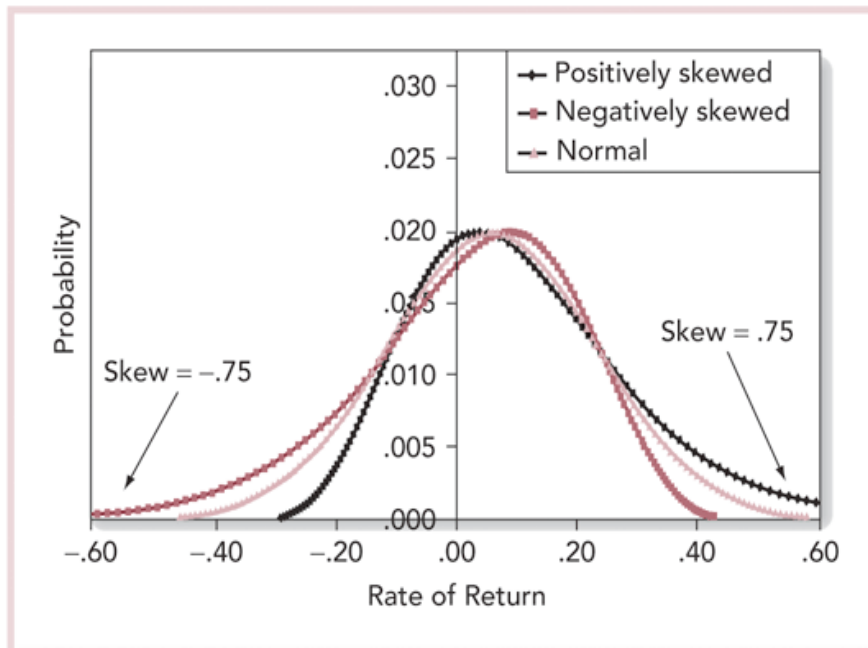 Positively skewed
Negatively skewed
Normal
.030
.025
.020
.015
.010
.005
.000
Probability
Skew = –.75
Skew = .75
–.60 –.40 –.20 .00 .20 .40 .60
Rate of Return